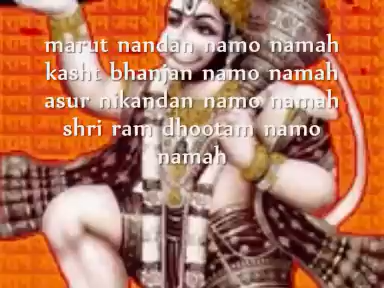 marut nandan namo namah
kasht bhanjan namo namah
asur nikandan namo namah
shri ram dhootam namo
namah